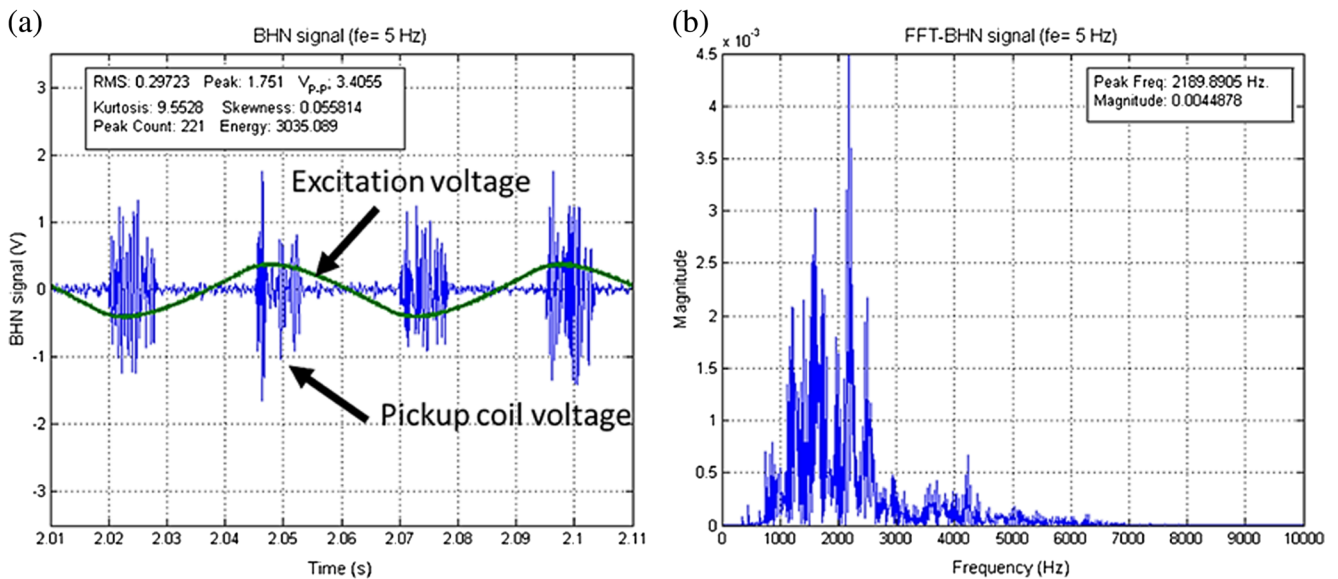 (a)
BHN signal (fe= 5 Hz)
RMS: 0.29723 Peak: 1.751 Vp-p: 3.4055
Kurtosis: 9.5528 Skewness: 0.055814
Peak Count: 221 Energy: 3035.089
Excitation voltage
Pickup coil voltage
BHN signal (V)
3
2
1
0
-1
-2
-3
2.01 2.02 2.03 2.04 2.05 2.06 2.07 2.08 2.09 2.1 2.11
Time (s)
(b)
FFT-BHN signal (fe= 5 Hz)
x 10⁻³
Peak Freq: 2189.8905 Hz.
Magnitude: 0.0044878
Magnitude
4.5
4
3.5
3
2.5
2
1.5
1
0.5
0
0 1000 2000 3000 4000 5000 6000 7000 8000 9000 10000
Frequency (Hz)